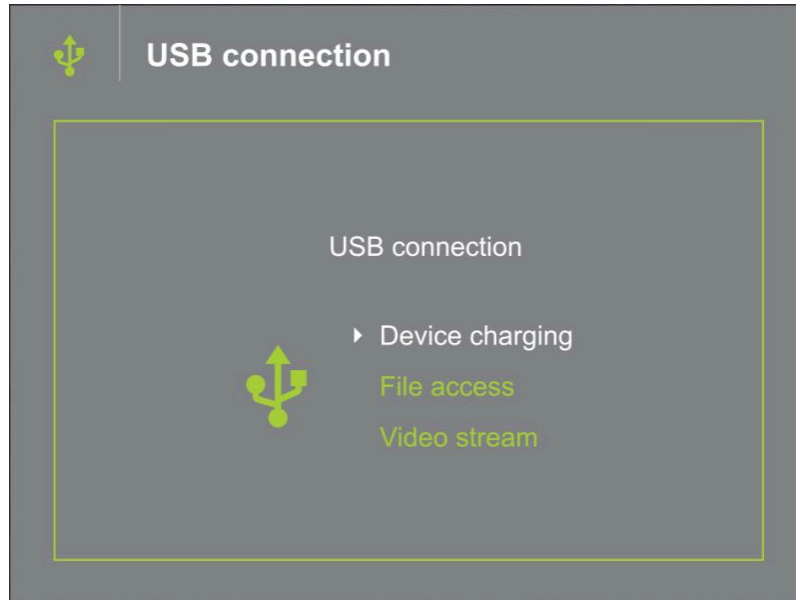 USB connection
USB connection
Device charging
File access
Video stream